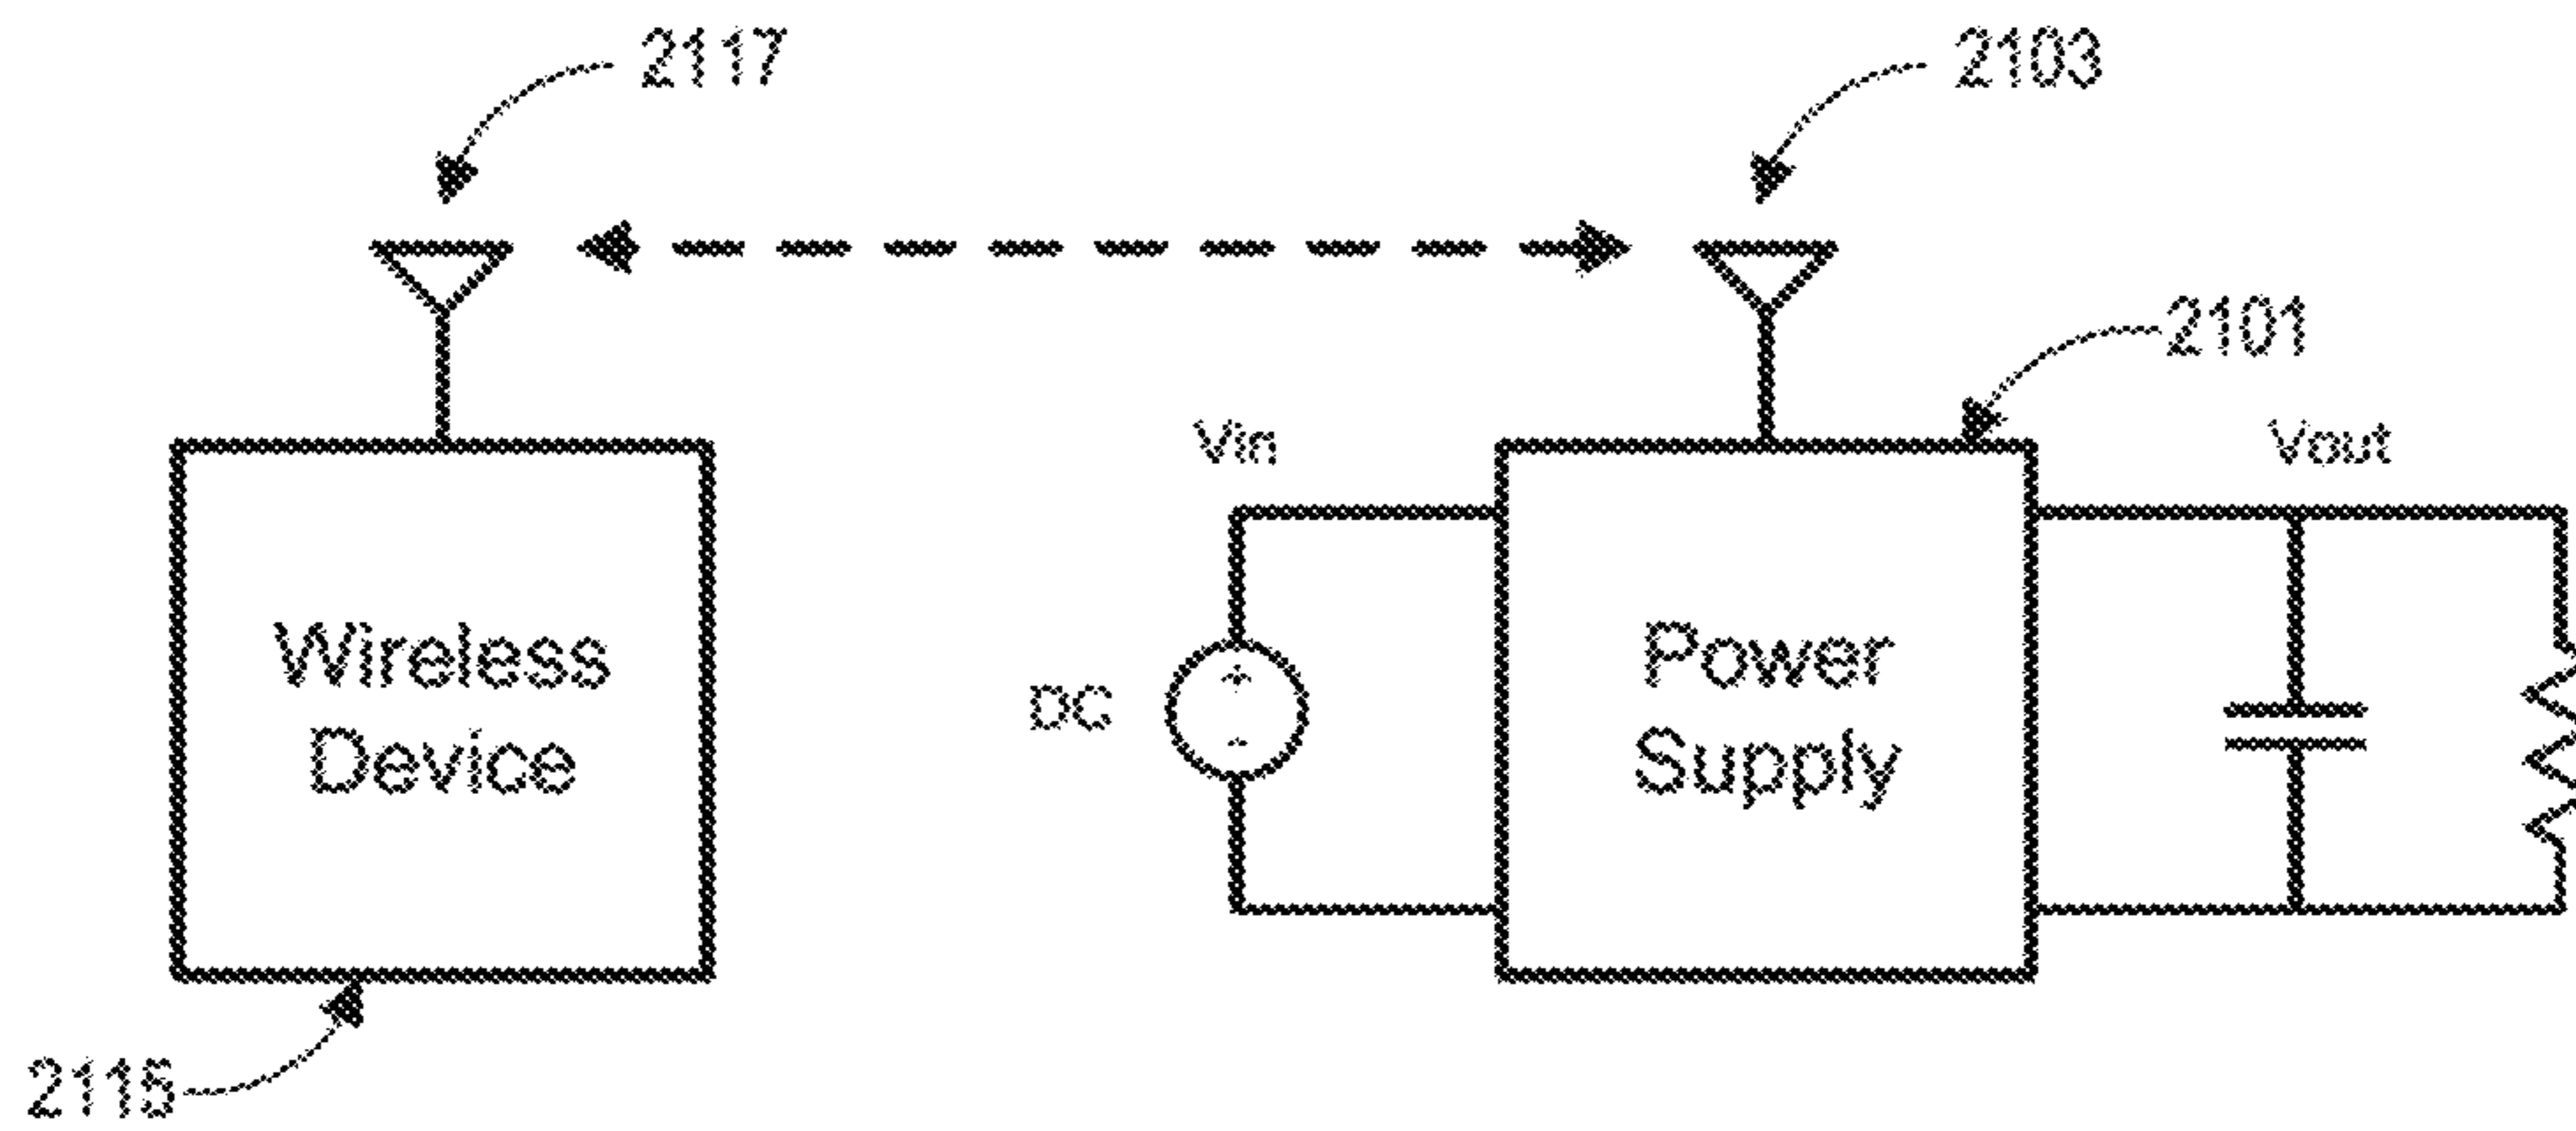 2117
2103
2101
Vin
Vout
Wireless
Device
DC
Power
Supply
2115